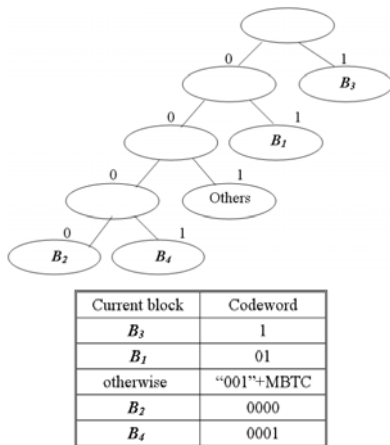 0
1
0
B₃
1
0
B₁
1
0
Others
0
1
B₂
B₄
Current block Codeword
B₃ 1
B₁ 01
otherwise “001”+MBTC
B₂ 0000
B₄ 0001